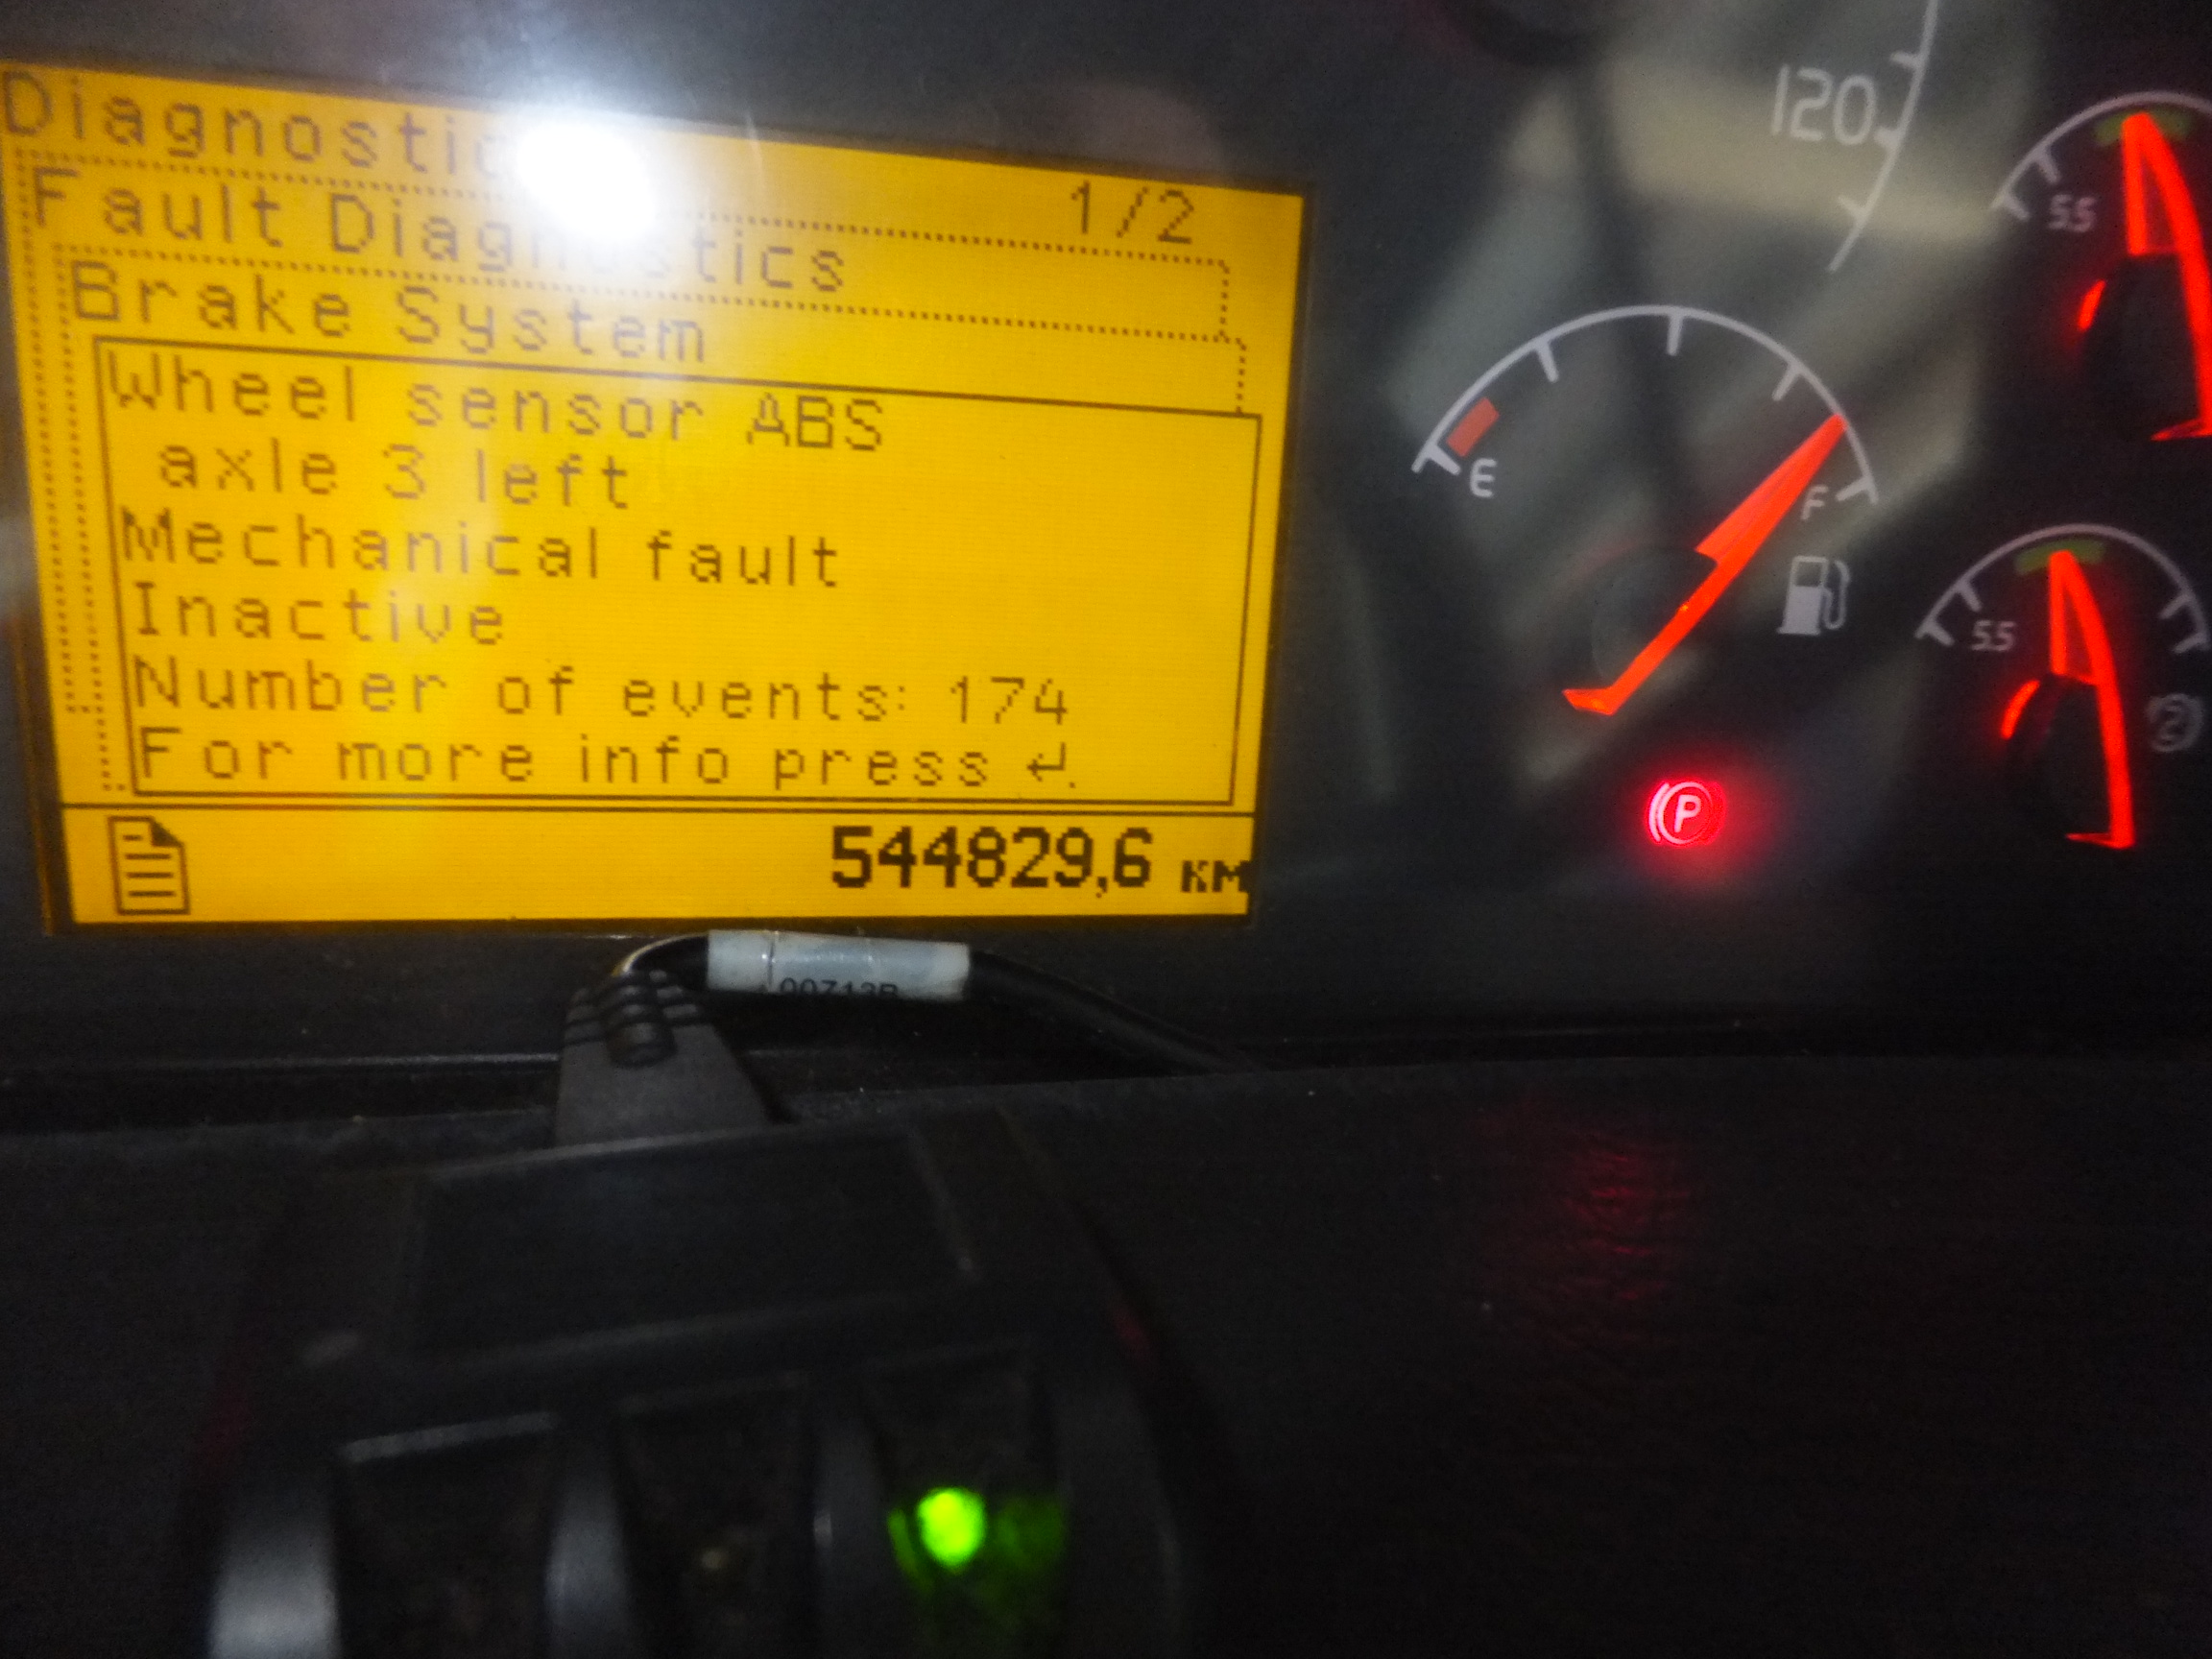 Diagnostic
1/2
Fault Diagnostics
Brake System
Wheel sensor ABS
axle 3 left
Mechanical fault
Inactive
Number of events: 174
For more info press ↵.
544829,6 км
120
5.5
E
F
5.5
2
P